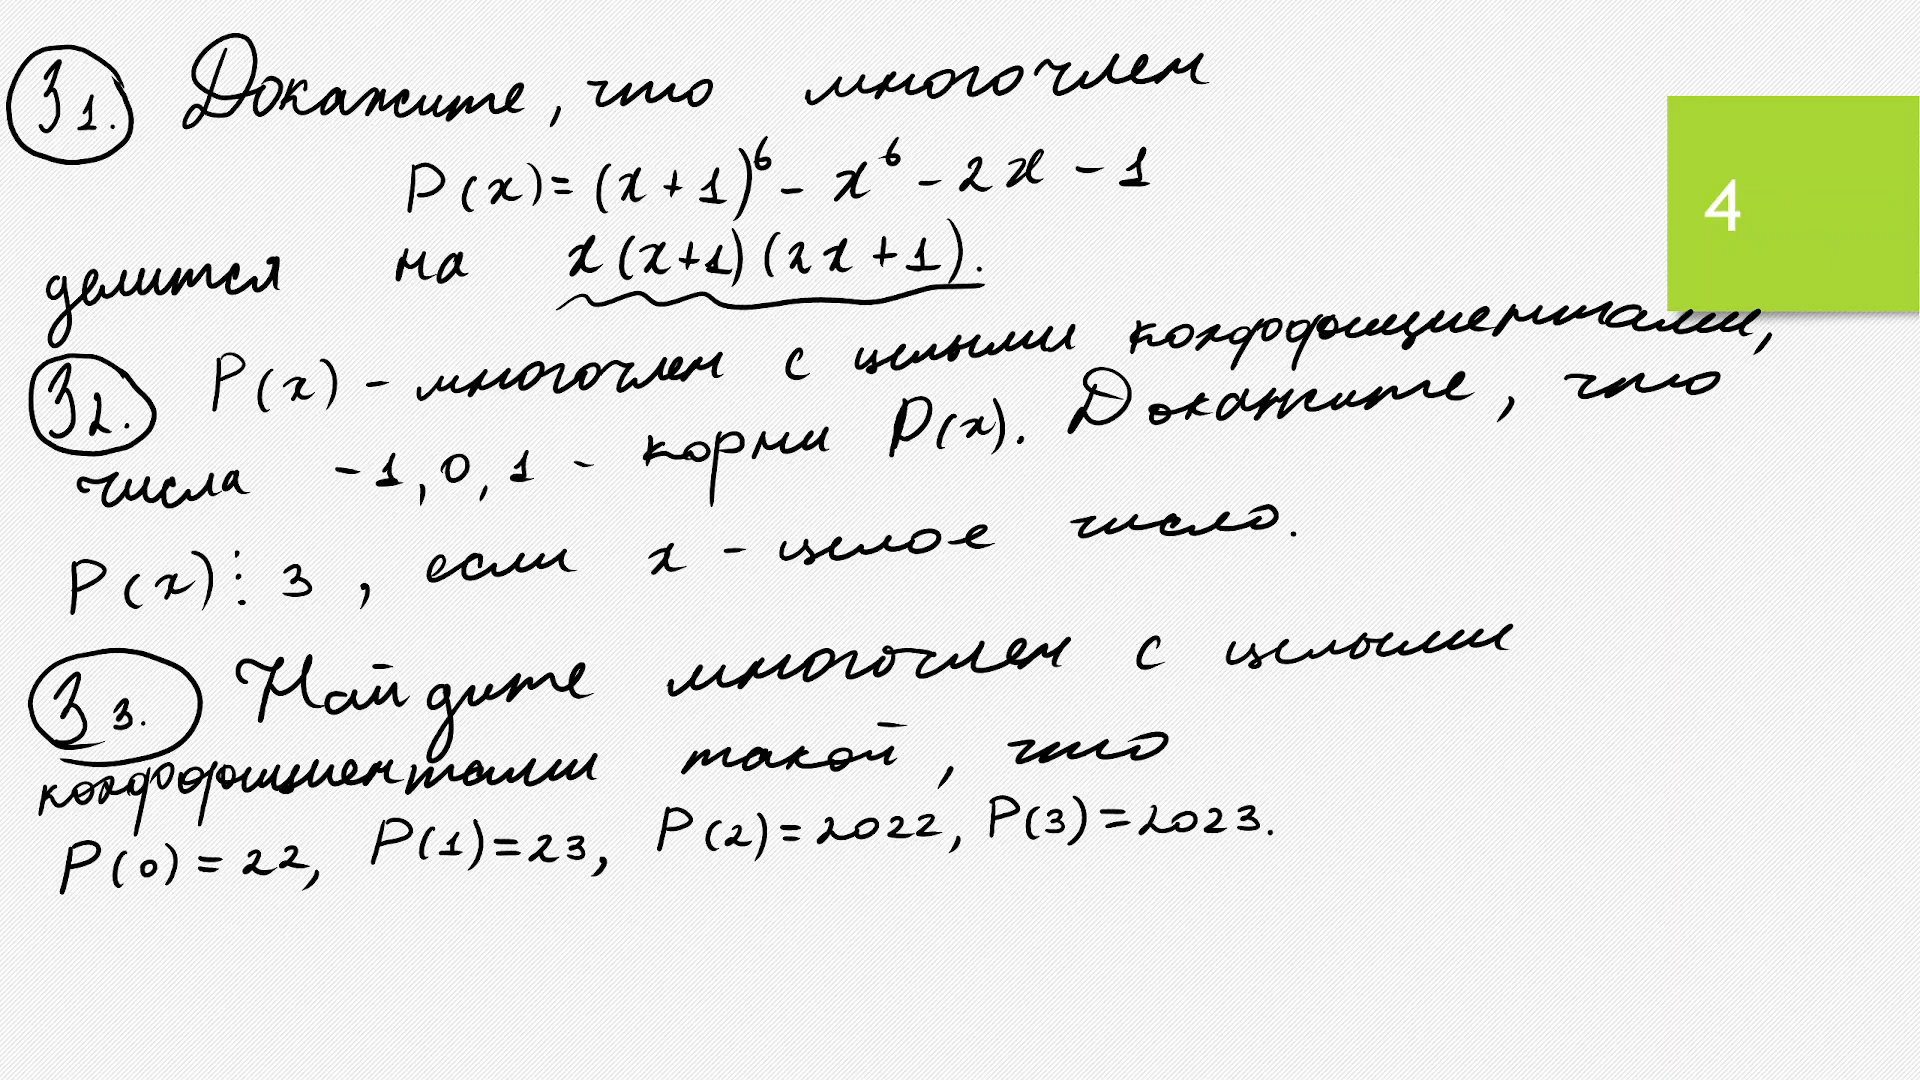 З1. Докажите, что многочлен
P(x)=(x+1)⁶-x⁶-2x-1
4
делится на x(x+1)(2x+1).
З2. P(x) - многочлен с целыми коэффициентами,
числа -1,0,1 - корни P(x). Докажите, что
P(x)⋮3, если x - целое число.
З3. Найдите многочлен с целыми
коэффициентами такой, что
P(0)=22, P(1)=23, P(2)=2022, P(3)=2023.